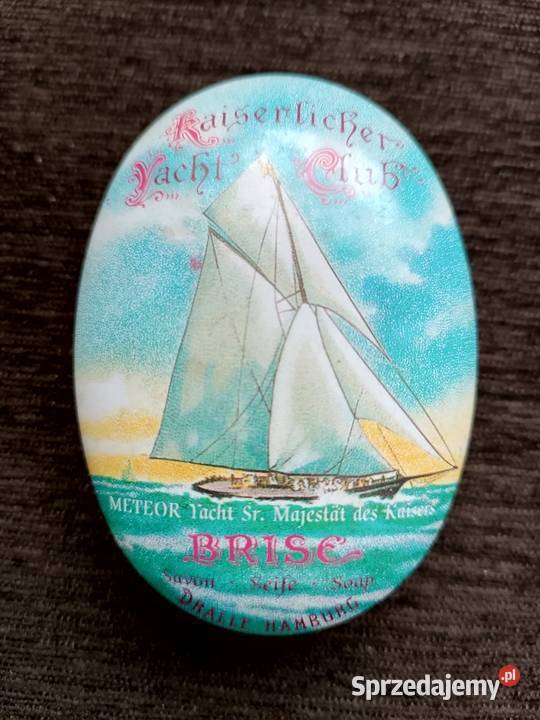 Kaiserlicher
Yacht Club
METEOR Yacht Sr. Majestät des Kaisers
BRISE
Savon - Seife - Soap
DRALLE HAMBURG
Sprzedajemy.pl